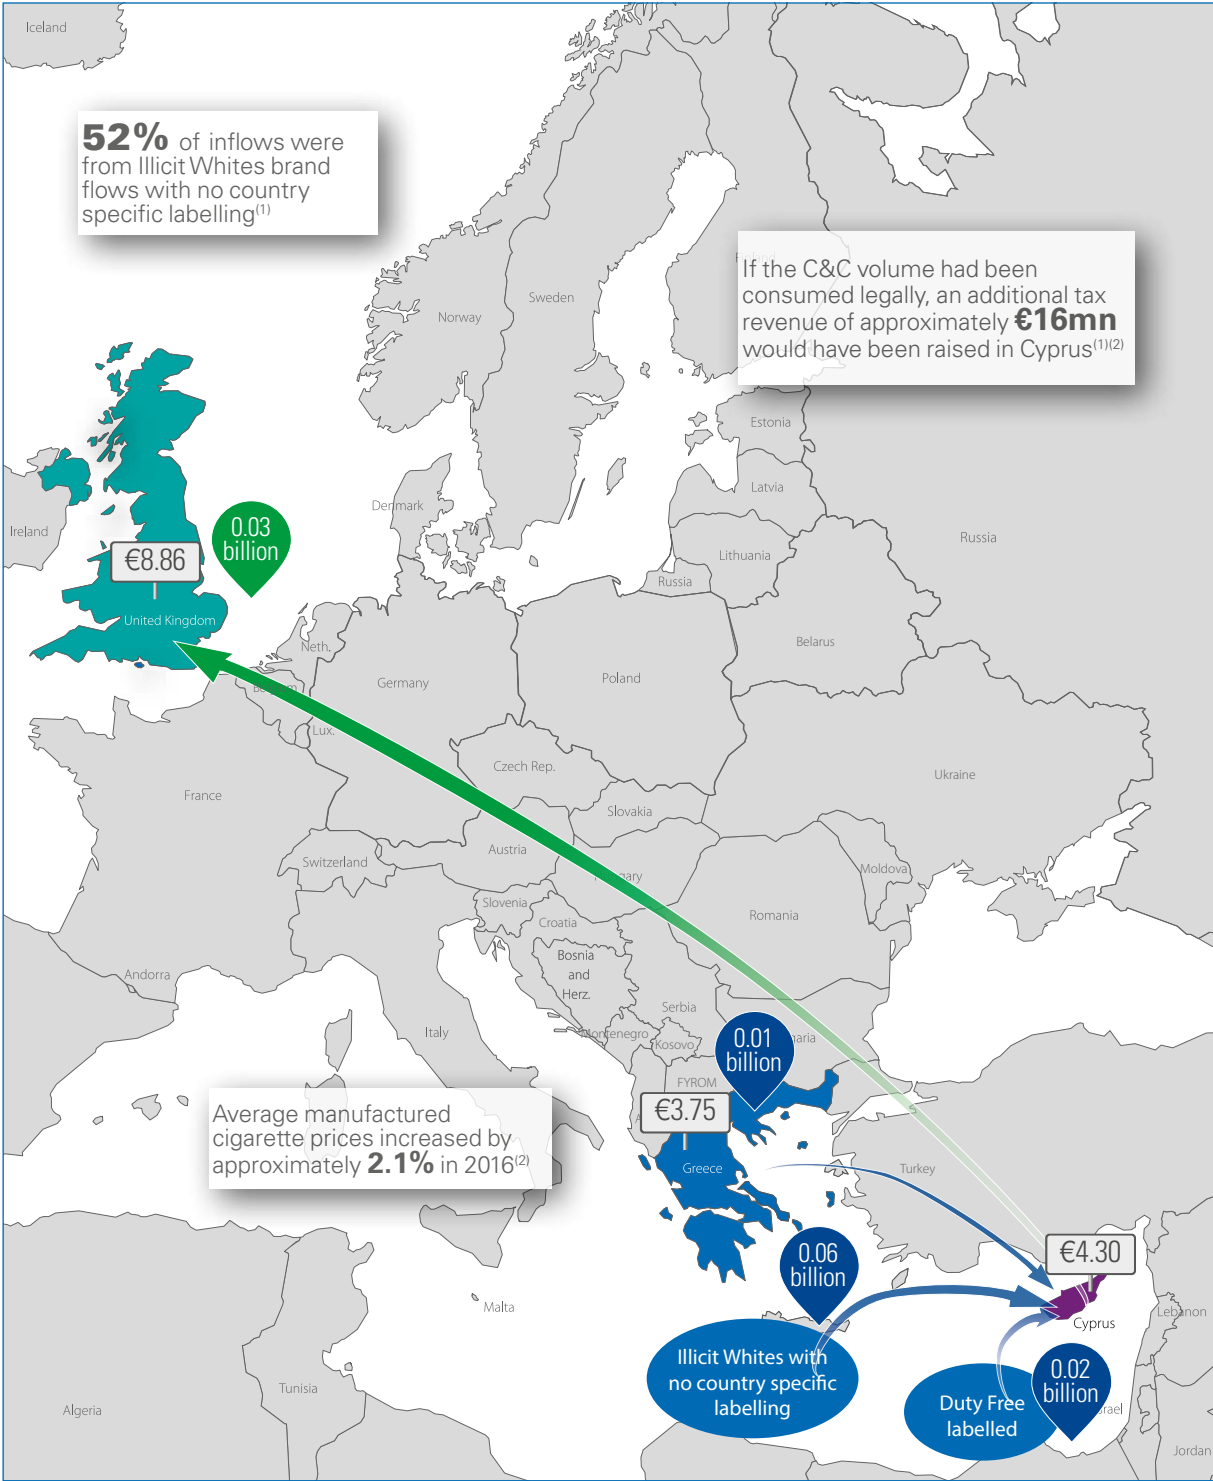 Iceland
52% of inflows were
from Illicit Whites brand
flows with no country
specific labelling(1)
If the C&C volume had been
consumed legally, an additional tax
revenue of approximately €16mn
would have been raised in Cyprus(1)(2)
Sweden
Norway
Estonia
Latvia
Denmark
Ireland
0.03
billion
Russia
Lithuania
€8.86
Russia
United Kingdom
Belarus
Neth.
Germany
Poland
Lux.
Czech Rep.
Ukraine
France
Slovakia
Austria
Switzerland
Moldova
Slovenia
Romania
Croatia
Bosnia
and
Herz.
Andorra
Serbia
Italy
Montenegro
Kosovo
0.01
billion
garia
FYROM
€3.75
Average manufactured
cigarette prices increased by
approximately 2.1% in 2016(2)
Greece
Turkey
0.06
billion
€4.30
Malta
Cyprus
Lebanon
Illicit Whites with
no country specific
labelling
Tunisia
0.02
billion
Duty Free
labelled
rael
Algeria
Jordan